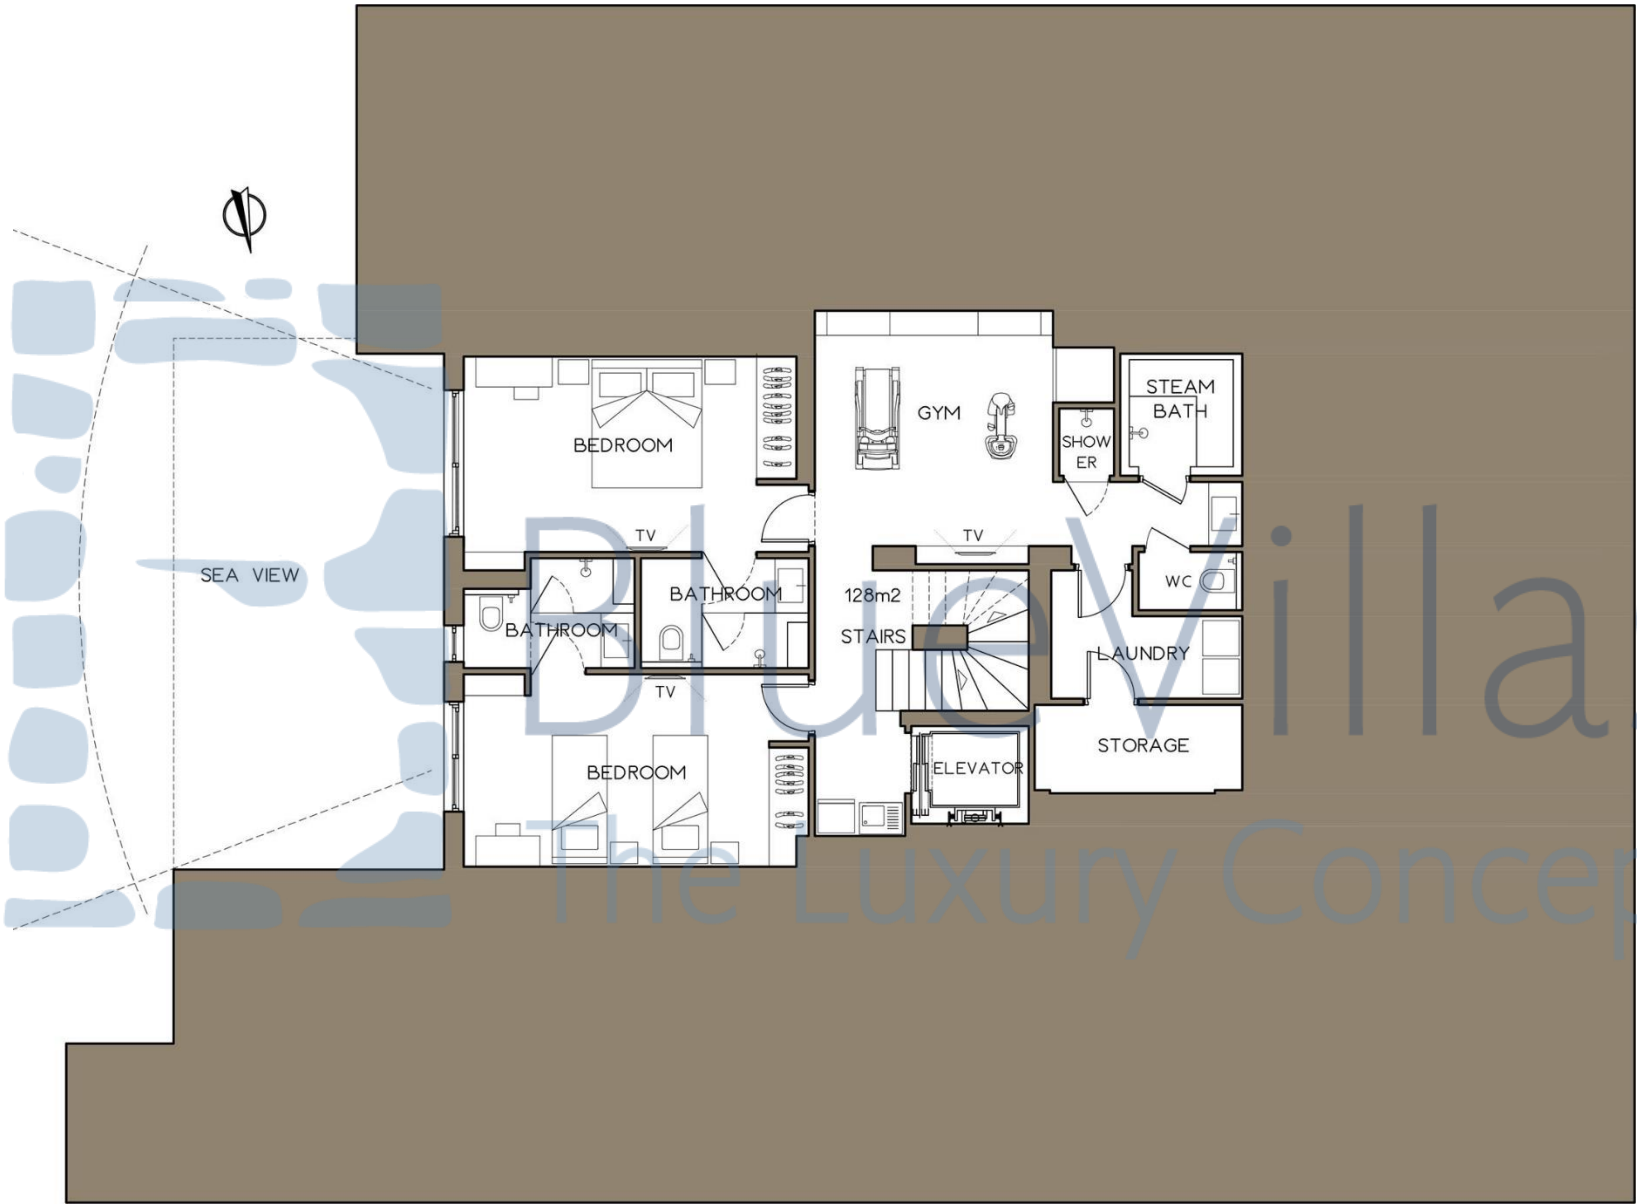 STEAM
BATH
GYM
BEDROOM
SHOW
ER
TV
TV
SEA VIEW
WC
BATHROOM
128m2
BATHROOM
STAIRS
LAUNDRY
TV
STORAGE
BEDROOM
ELEVATOR
BlueVilla
The Luxury Concep